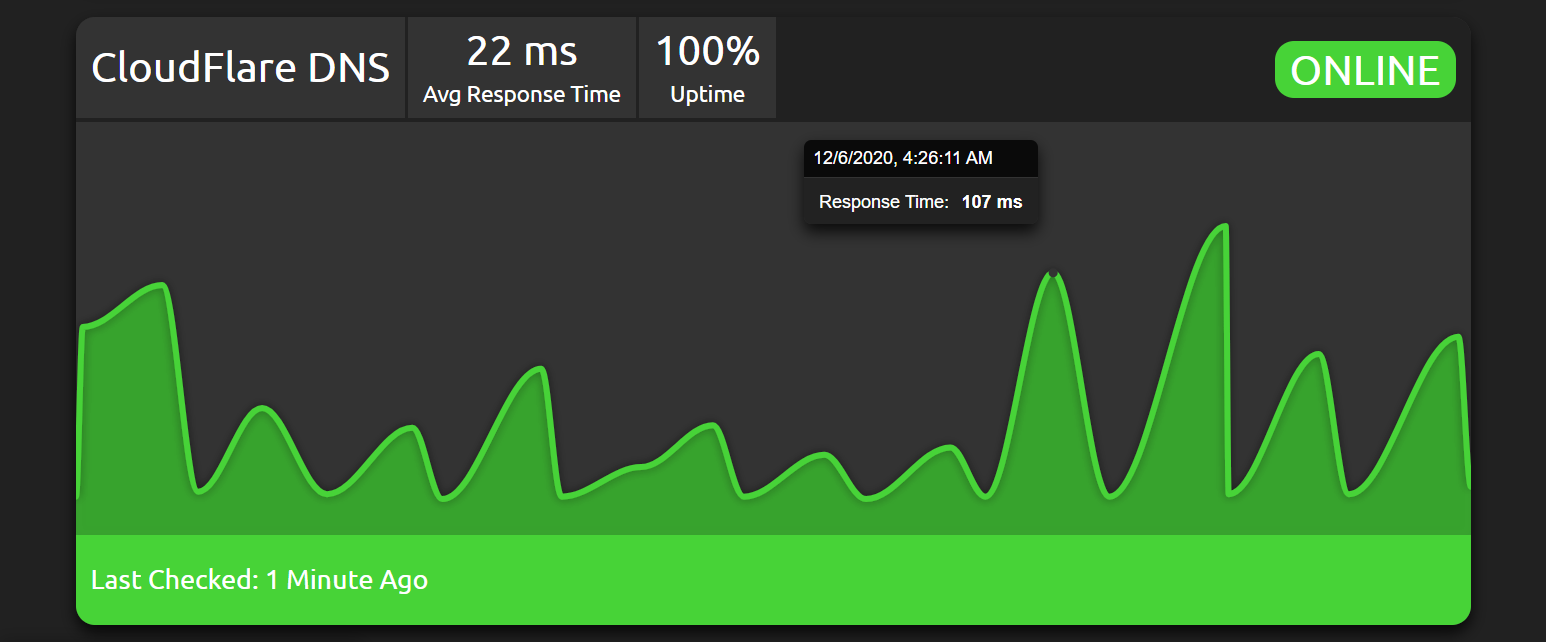 CloudFlare DNS
22 ms
Avg Response Time
100%
Uptime
ONLINE
12/6/2020, 4:26:11 AM
Response Time: 107 ms
Last Checked: 1 Minute Ago